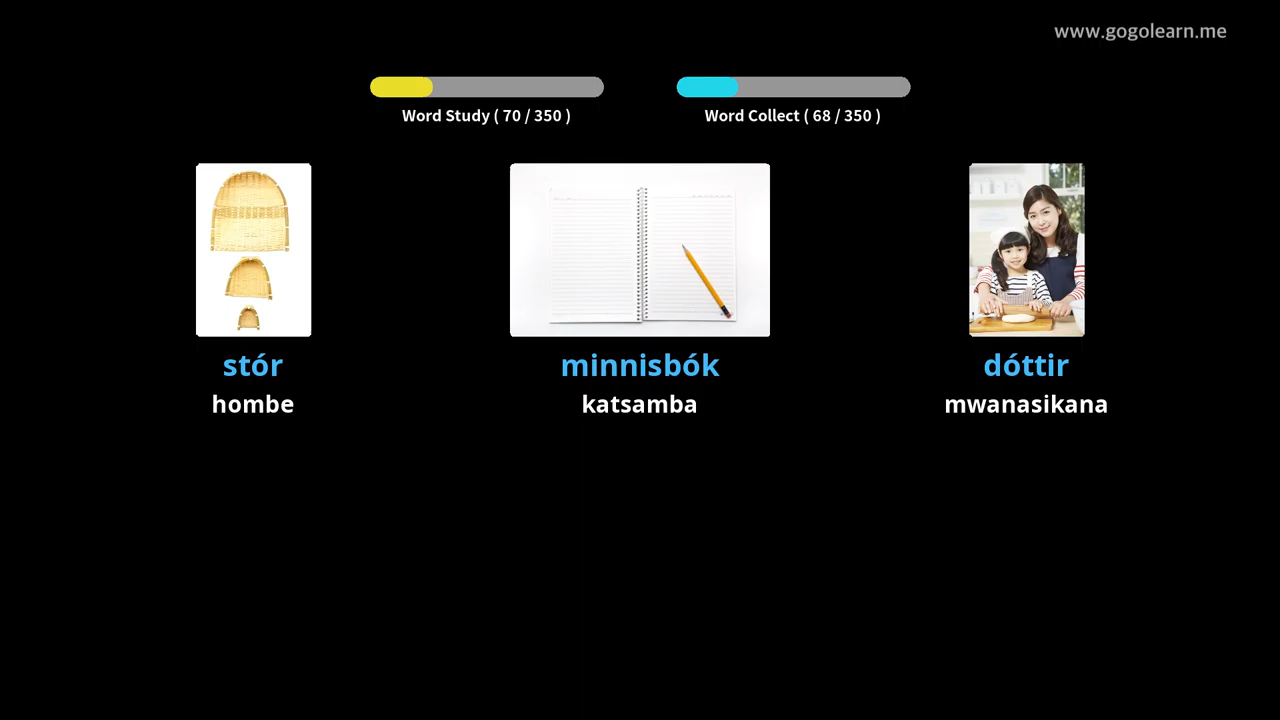 www.gogolearn.me
Word Study ( 70 / 350 )
Word Collect ( 68 / 350 )
stór
minnisbók
dóttir
hombe
katsamba
mwanasikana